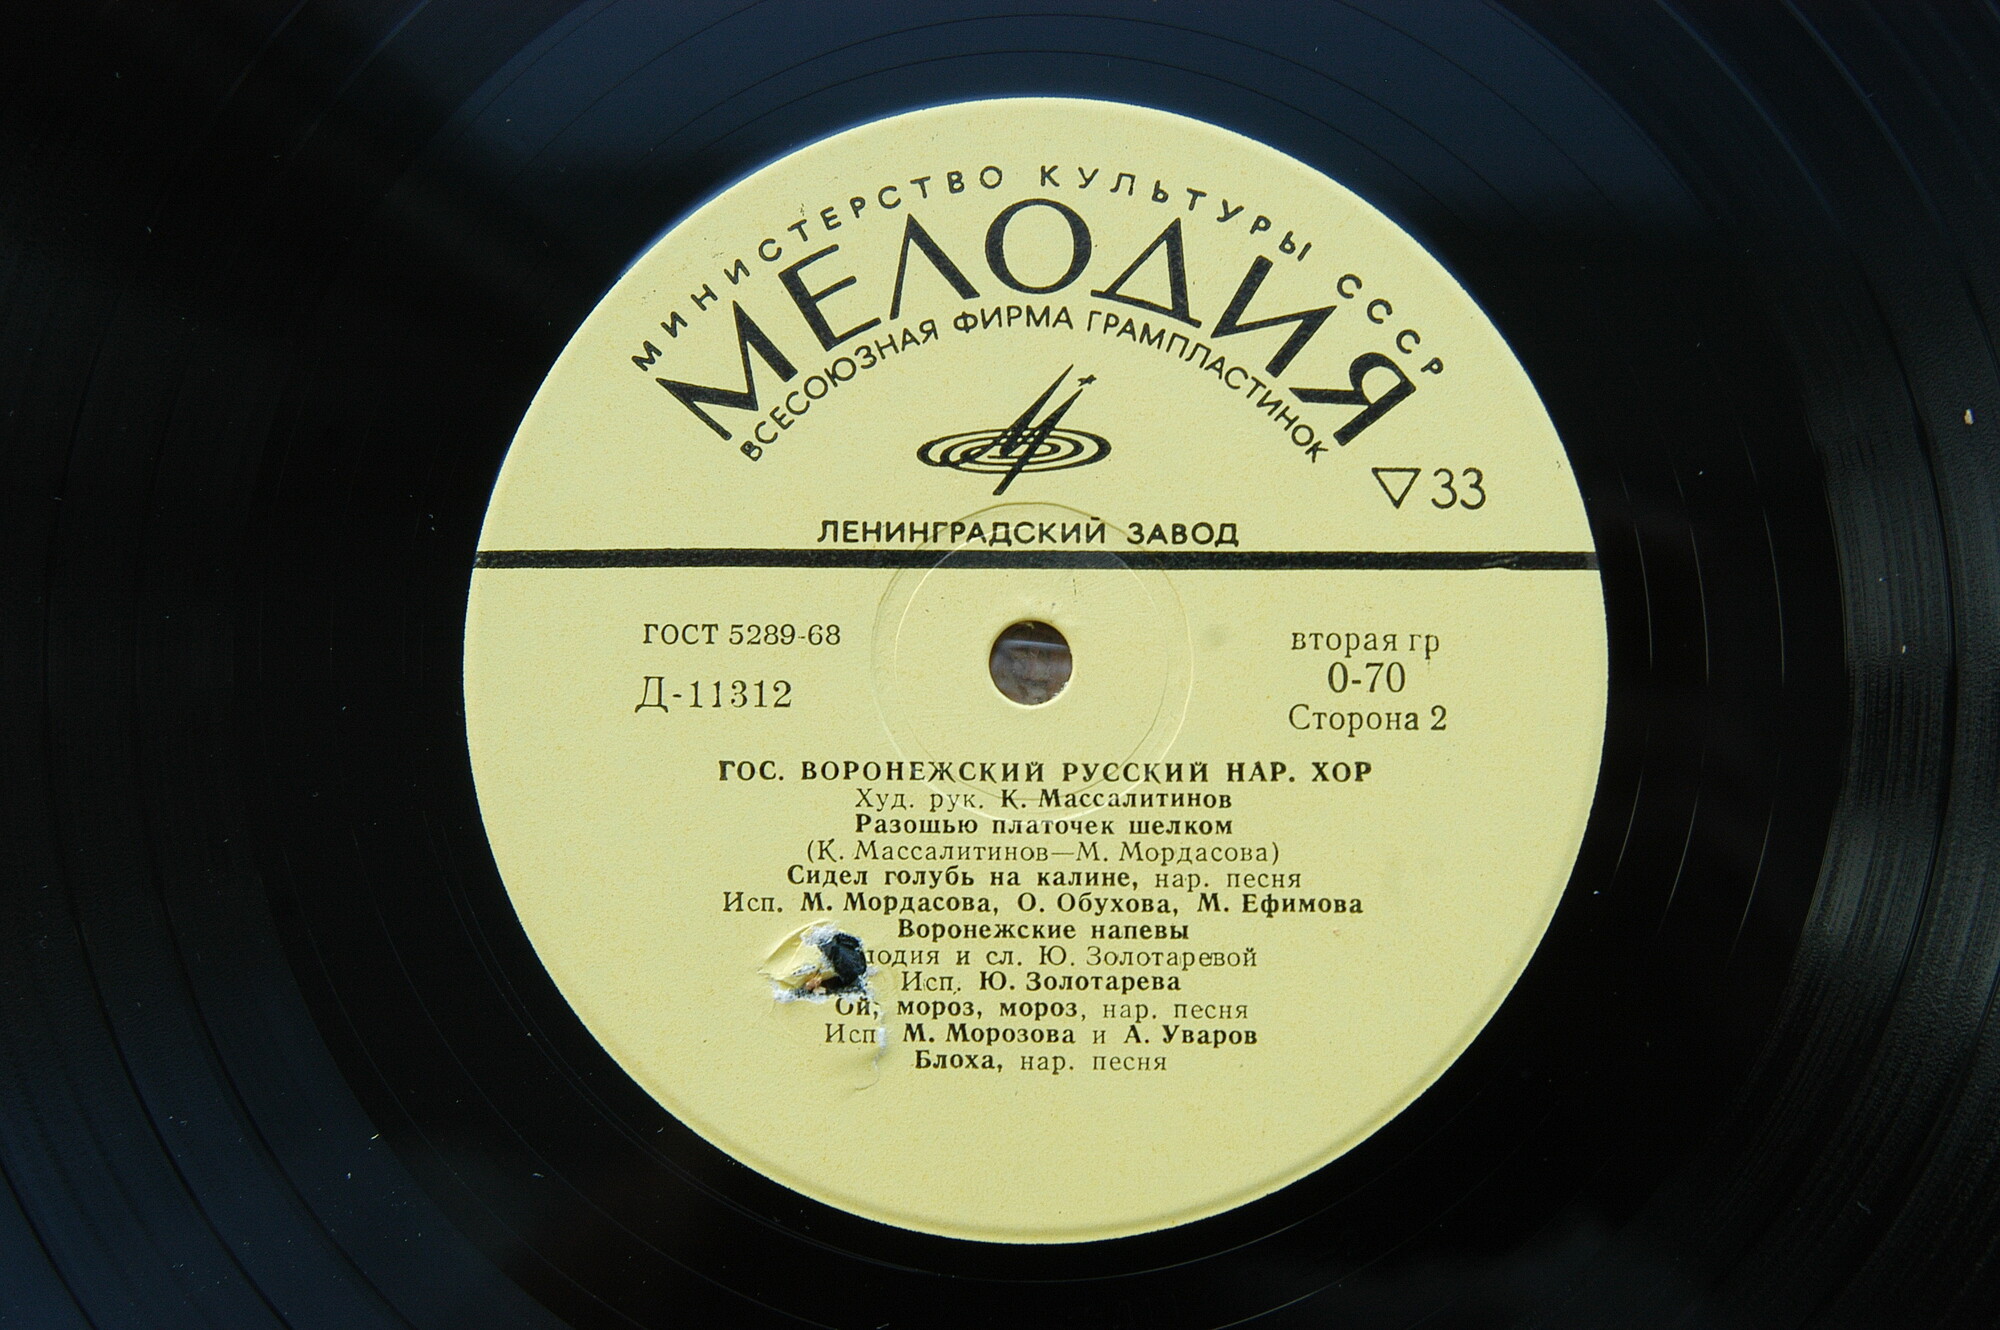 МИНИСТЕРСТВО КУЛЬТУРЫ СССР
МЕЛОДИЯ
ВСЕСОЮЗНАЯ ФИРМА ГРАМПЛАСТИНОК
▽33
ЛЕНИНГРАДСКИЙ ЗАВОД
ГОСТ 5289-68
Д-11312
вторая гр
0-70
Сторона 2
ГОС. ВОРОНЕЖСКИЙ РУССКИЙ НАР. ХОР
Худ. рук. К. Массалитинов
Разошью платочек шелком
(К. Массалитинов—М. Мордасова)
Сидел голубь на калине, нар. песня
Исп. М. Мордасова, О. Обухова, М. Ефимова
Воронежские напевы
и сл. Ю. Золотаревой
Исп. Ю. Золотарева
Ой, мороз, мороз, нар. песня
Исп М. Морозова и А. Уваров
Блоха, нар. песня